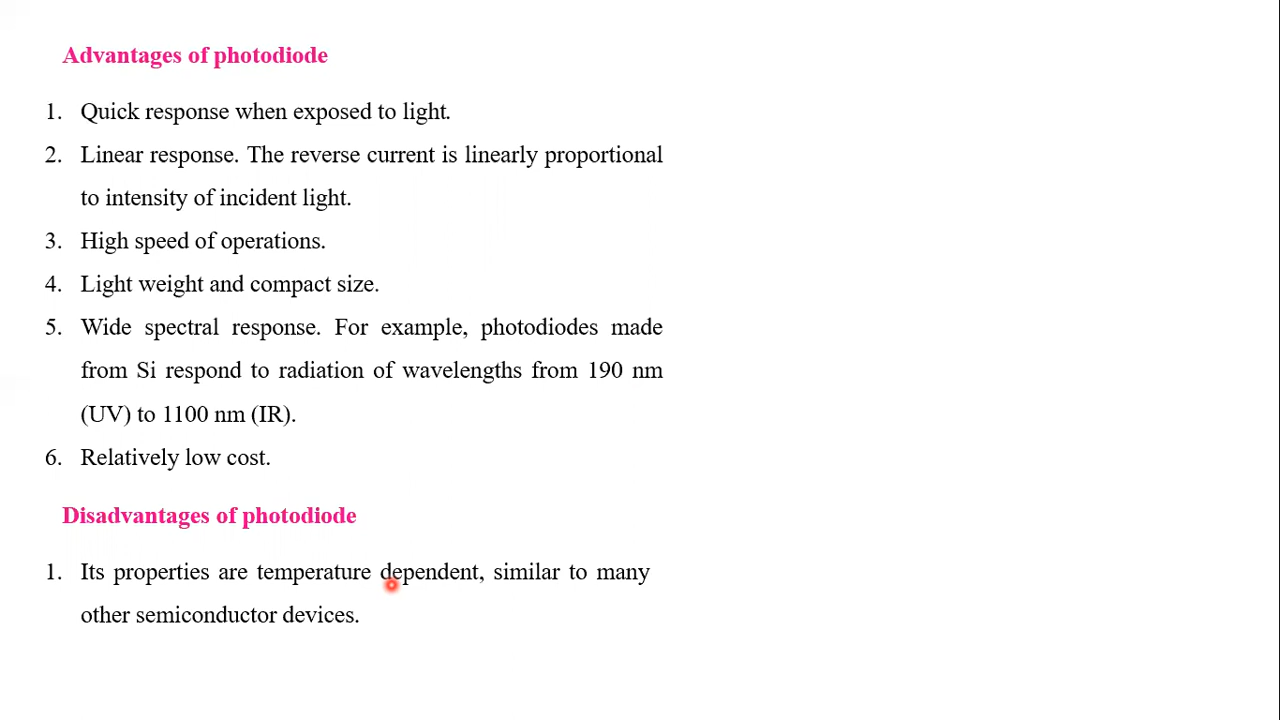 Advantages of photodiode
1. Quick response when exposed to light.
2. Linear response. The reverse current is linearly proportional
to intensity of incident light.
3. High speed of operations.
4. Light weight and compact size.
5. Wide spectral response. For example, photodiodes made
from Si respond to radiation of wavelengths from 190 nm
(UV) to 1100 nm (IR).
6. Relatively low cost.
Disadvantages of photodiode
1. Its properties are temperature dependent, similar to many
other semiconductor devices.